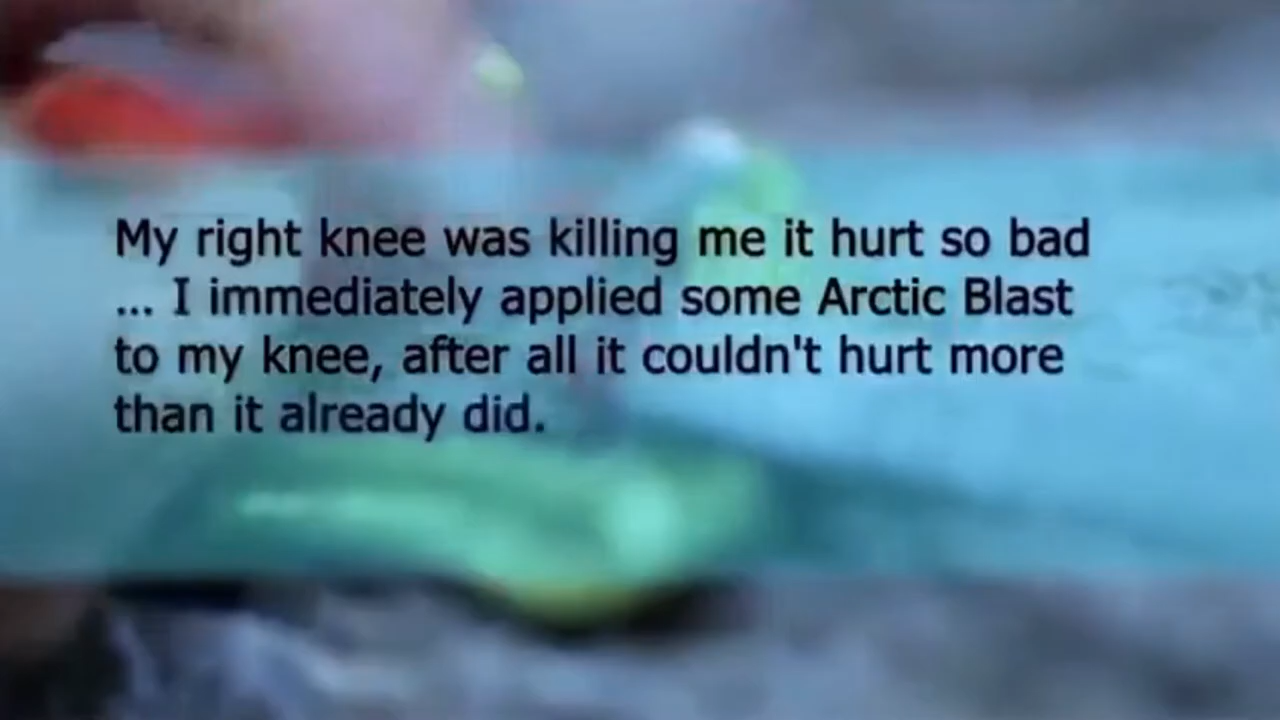 My right knee was killing me it hurt so bad
... I immediately applied some Arctic Blast
to my knee, after all it couldn't hurt more
than it already did.